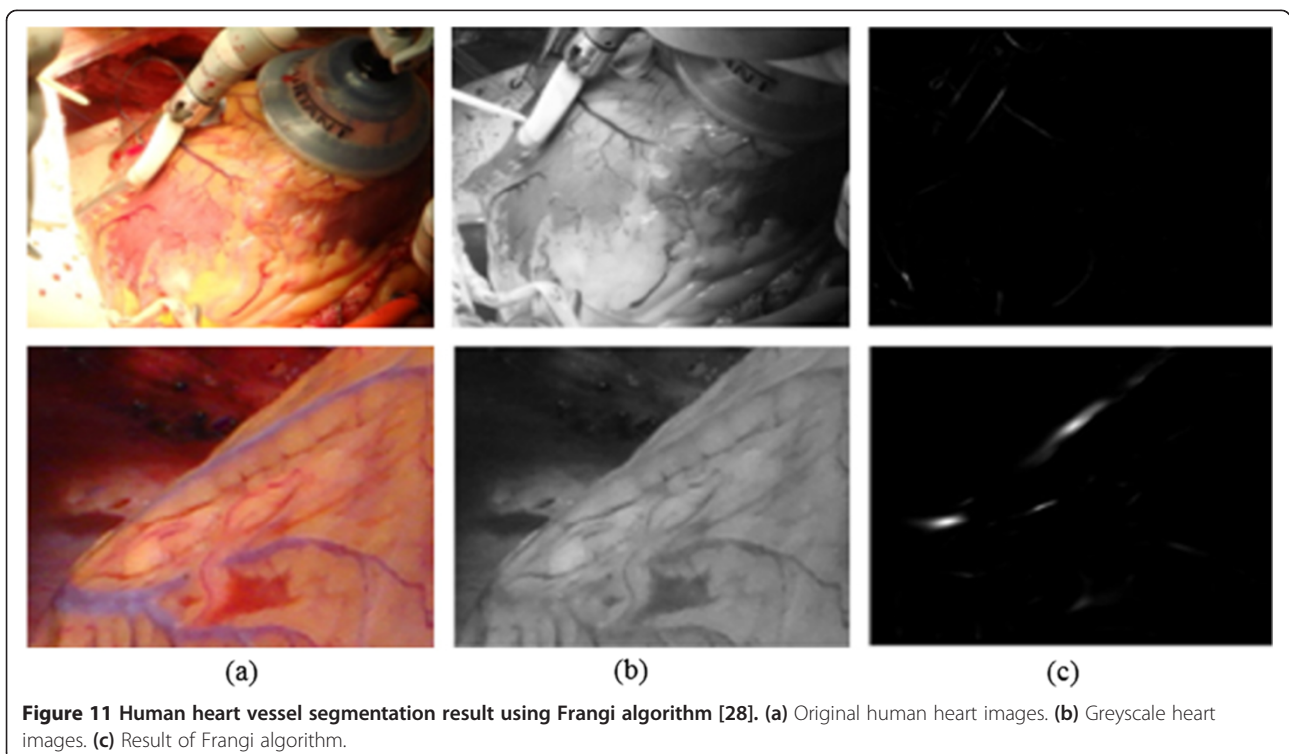 (a)
(b)
(c)
Figure 11 Human heart vessel segmentation result using Frangi algorithm [28]. (a) Original human heart images. (b) Greyscale heart
images. (c) Result of Frangi algorithm.